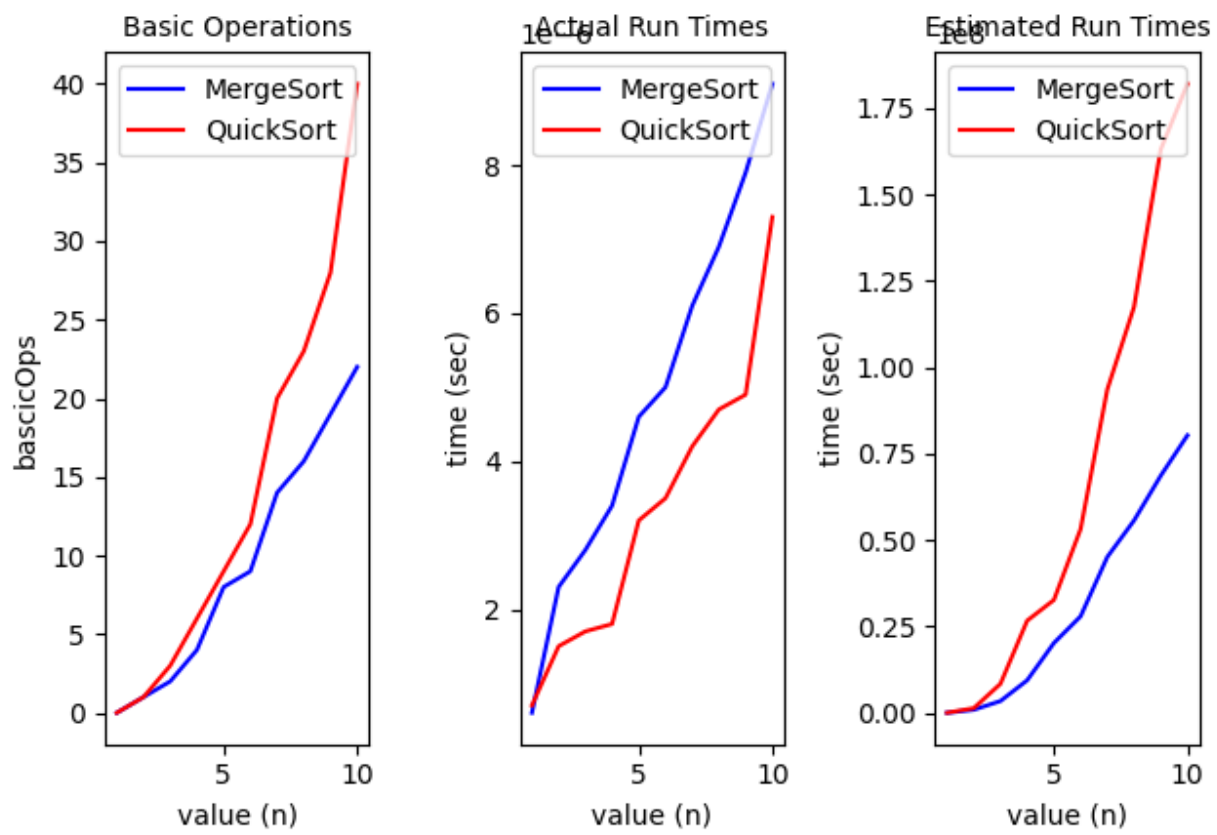 Basic Operations
MergeSort
QuickSort
40
35
30
25
20
15
10
5
0
bascicOps
5
10
value (n)
Actual Run Times
1e−6
MergeSort
QuickSort
8
6
4
2
time (sec)
5
10
value (n)
Estimated Run Times
1e8
MergeSort
QuickSort
1.75
1.50
1.25
1.00
0.75
0.50
0.25
0.00
time (sec)
5
10
value (n)